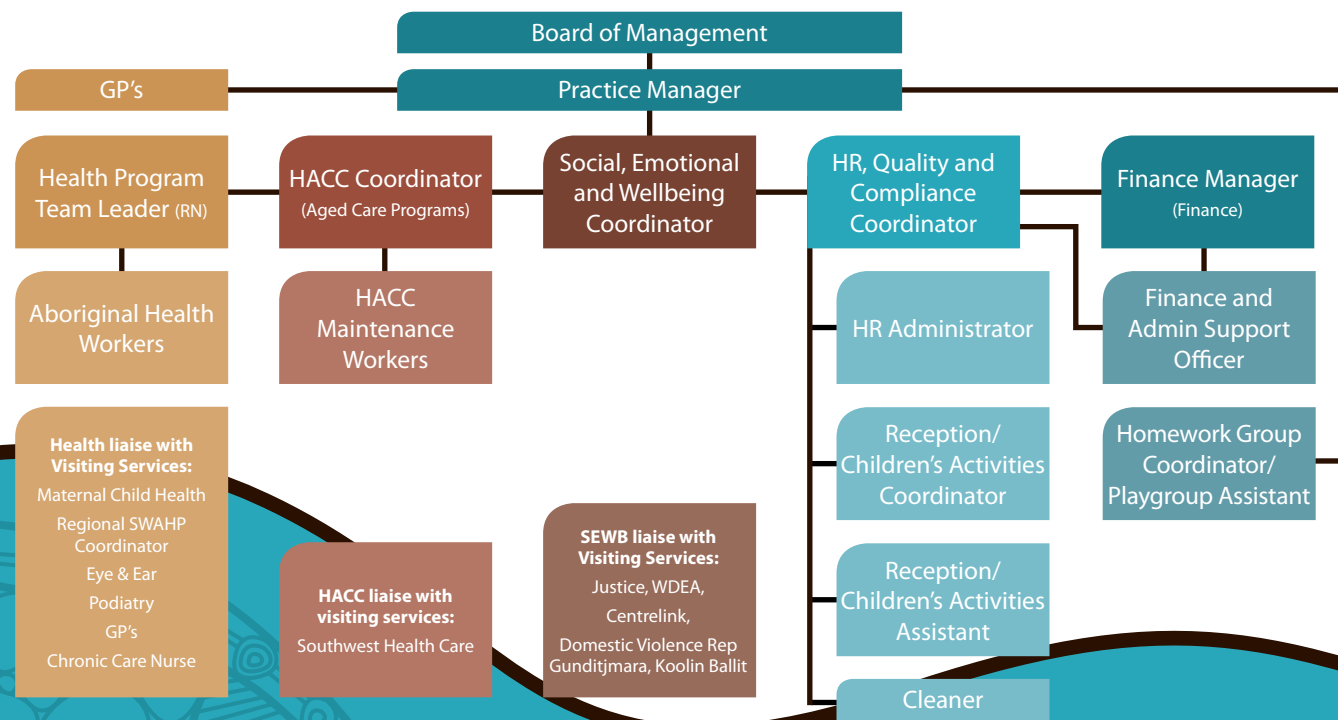 Board of Management
GP's
Practice Manager
Health Program
Team Leader (RN)
HACC Coordinator
(Aged Care Programs)
Social, Emotional
and Wellbeing
Coordinator
HR, Quality and
Compliance
Coordinator
Finance Manager
(Finance)
Aboriginal Health
Workers
HACC
Maintenance
Workers
HR Administrator
Finance and
Admin Support
Officer
Health liaise with
Visiting Services:
Maternal Child Health
Regional SWAHP
Coordinator
Eye & Ear
Podiatry
GP's
Chronic Care Nurse
HACC liaise with
visiting services:
Southwest Health Care
SEWB liaise with
Visiting Services:
Justice, WDEA,
Centrelink,
Domestic Violence Rep
Gunditjmara, Koolin Ballit
Reception/
Children's Activities
Coordinator
Homework Group
Coordinator/
Playgroup Assistant
Reception/
Children's Activities
Assistant
Cleaner